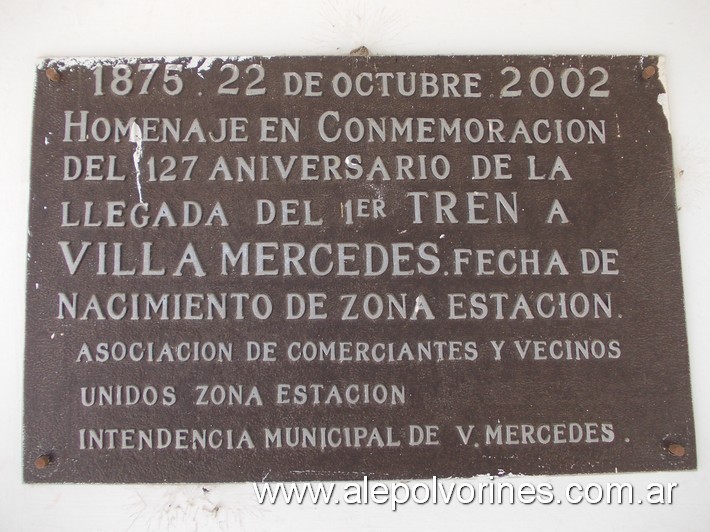 1875 . 22 DE OCTUBRE . 2002
HOMENAJE EN CONMEMORACION
DEL 127 ANIVERSARIO DE LA
LLEGADA DEL 1ER TREN A
VILLA MERCEDES. FECHA DE
NACIMIENTO DE ZONA ESTACION.
ASOCIACION DE COMERCIANTES Y VECINOS
UNIDOS ZONA ESTACION
INTENDENCIA MUNICIPAL DE V. MERCEDES.
www.alepolvorines.com.ar